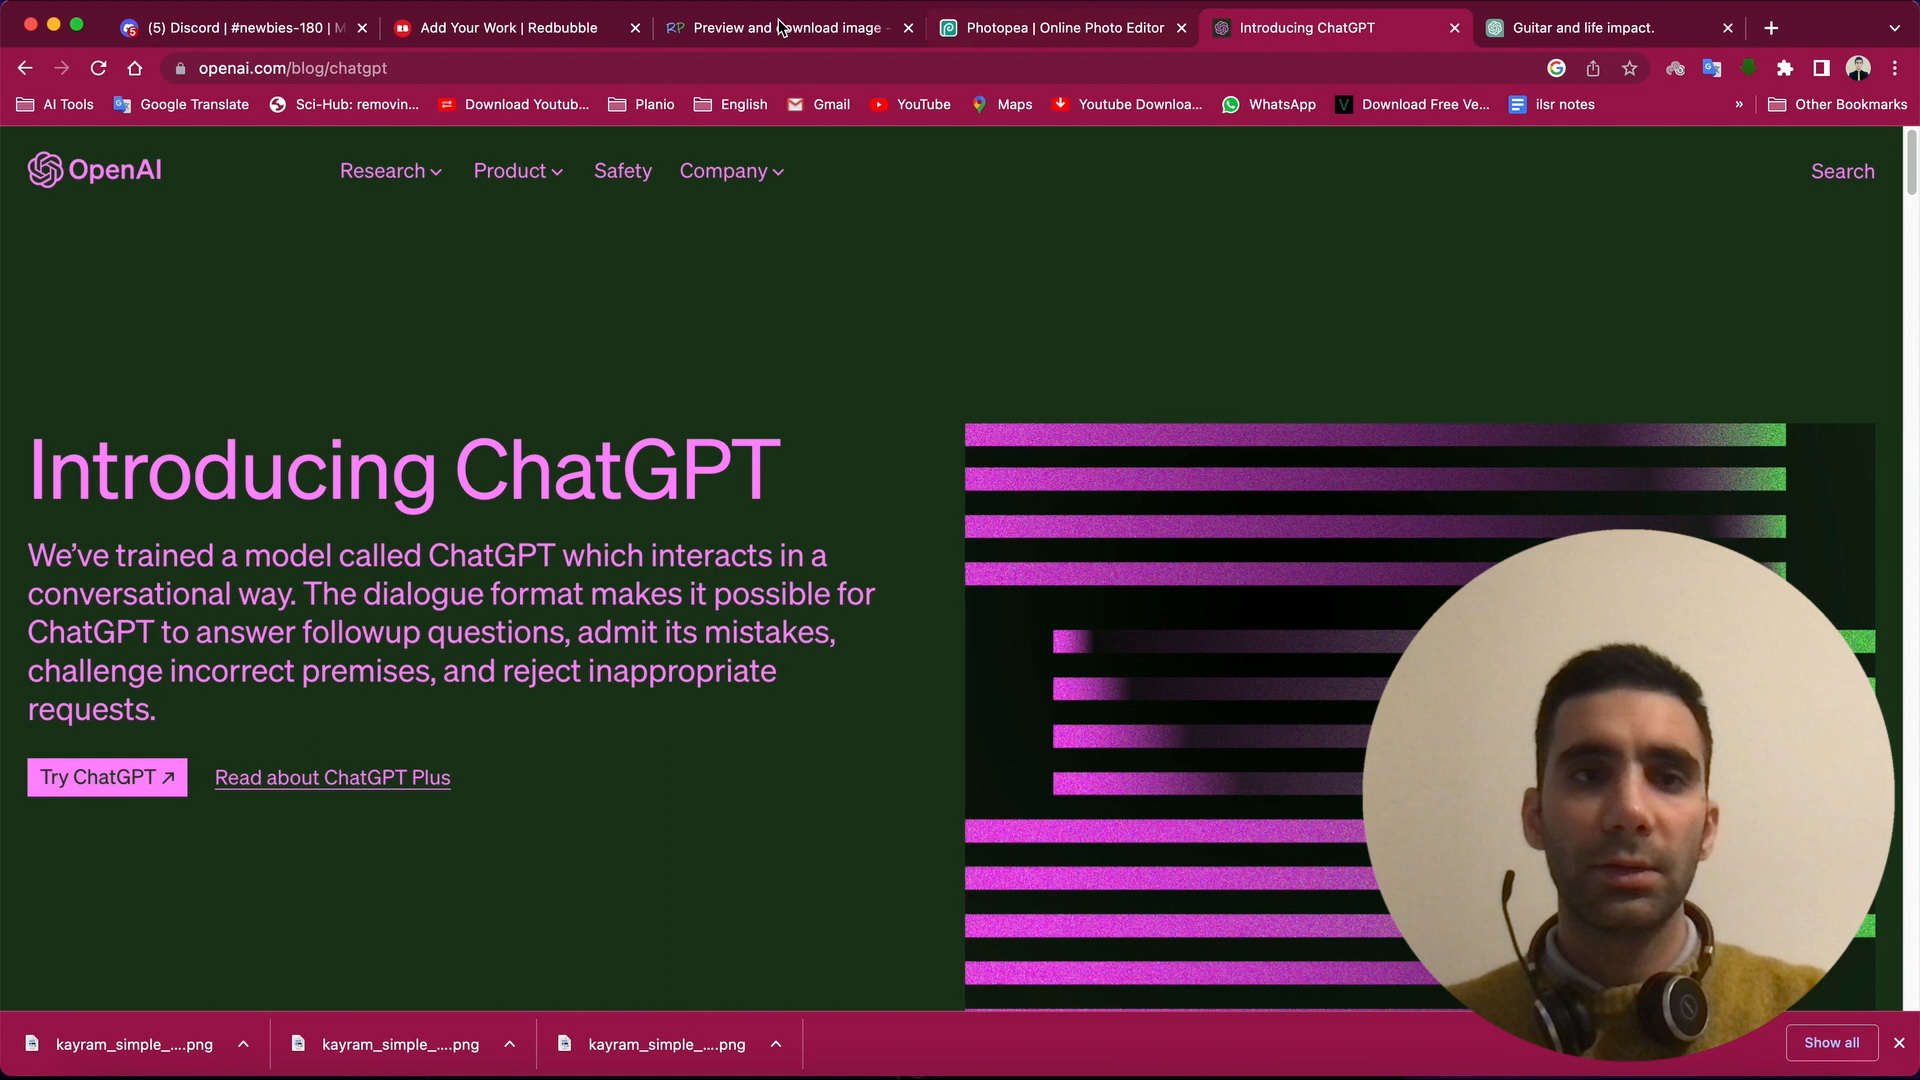 (5) Discord | #newbies-180 | M
Add Your Work | Redbubble
RP Preview and download image -
Photopea | Online Photo Editor
Introducing ChatGPT
Guitar and life impact.
openai.com/blog/chatgpt
AI Tools
Google Translate
Sci-Hub: removin...
Download Youtub...
Planio
English
Gmail
YouTube
Maps
Youtube Downloa...
WhatsApp
Download Free Ve...
ilsr notes
»
Other Bookmarks
OpenAI
Research
Product
Safety
Company
Search
Introducing ChatGPT
We’ve trained a model called ChatGPT which interacts in a
conversational way. The dialogue format makes it possible for
ChatGPT to answer followup questions, admit its mistakes,
challenge incorrect premises, and reject inappropriate
requests.
Try ChatGPT ↗
Read about ChatGPT Plus
kayram_simple_....png
kayram_simple_....png
kayram_simple_....png
Show all